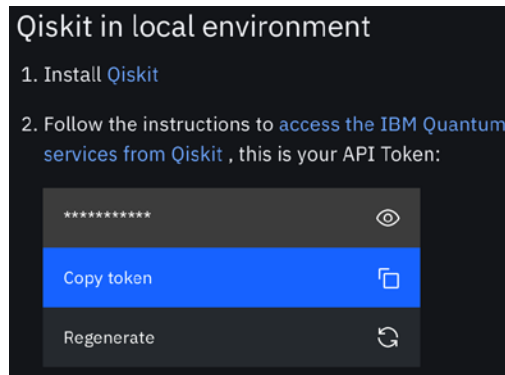 Qiskit in local environment
1. Install Qiskit
2. Follow the instructions to access the IBM Quantum
services from Qiskit , this is your API Token:
***********
Copy token
Regenerate